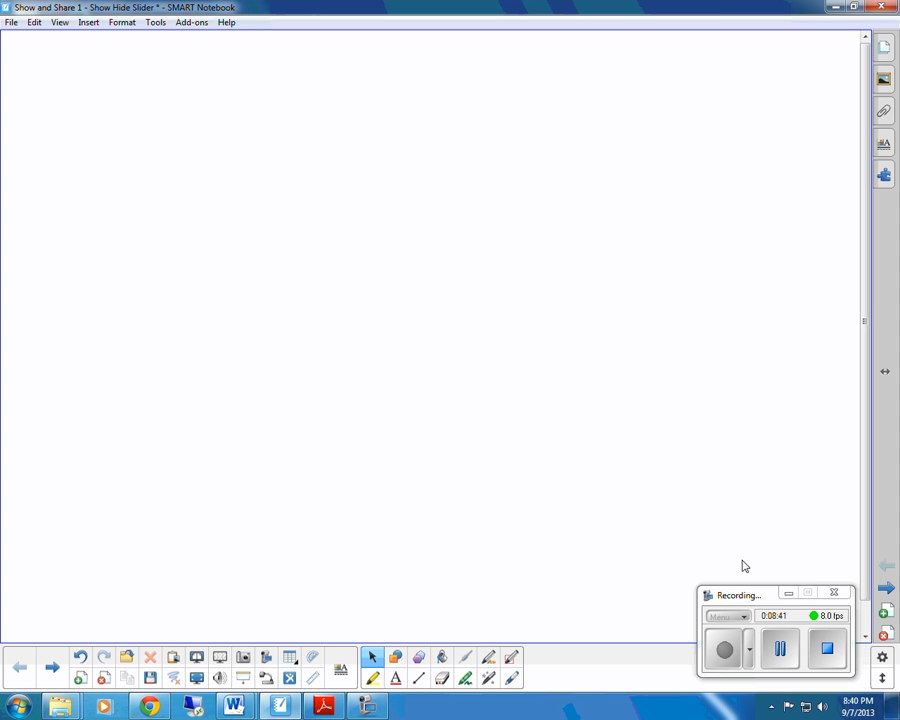 Show and Share 1 - Show Hide Slider * - SMART Notebook
File Edit View Insert Format Tools Add-ons Help
Recording...
Menu
0:08:41 8.0 fps
8:40 PM
9/7/2013